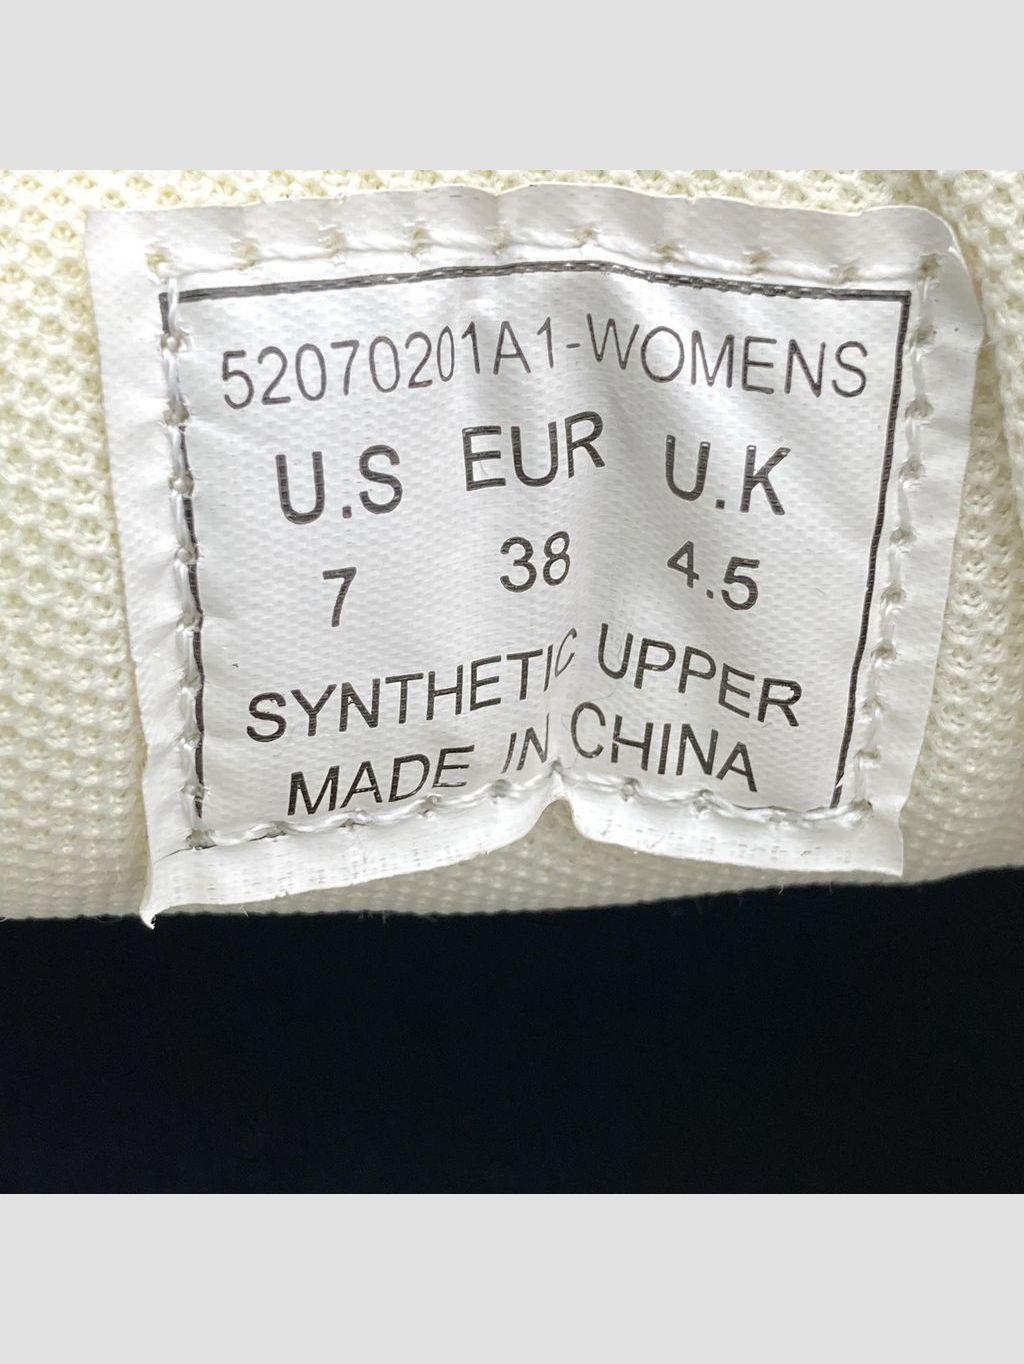 52070201A1-WOMENS
U.S EUR U.K
7 38 4.5
SYNTHETIC UPPER
MADE IN CHINA